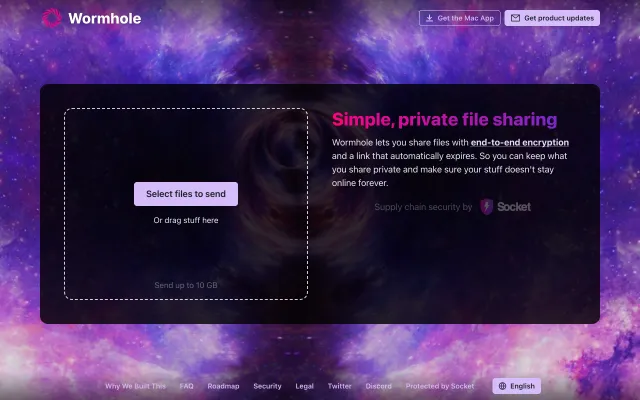 Wormhole
Get the Mac App
Get product updates
Simple, private file sharing
Wormhole lets you share files with end-to-end encryption
and a link that automatically expires. So you can keep what
you share private and make sure your stuff doesn't stay
online forever.
Supply chain security by Socket
Select files to send
Or drag stuff here
Send up to 10 GB
Why We Built This FAQ Roadmap Security Legal Twitter Discord Protected by Socket English